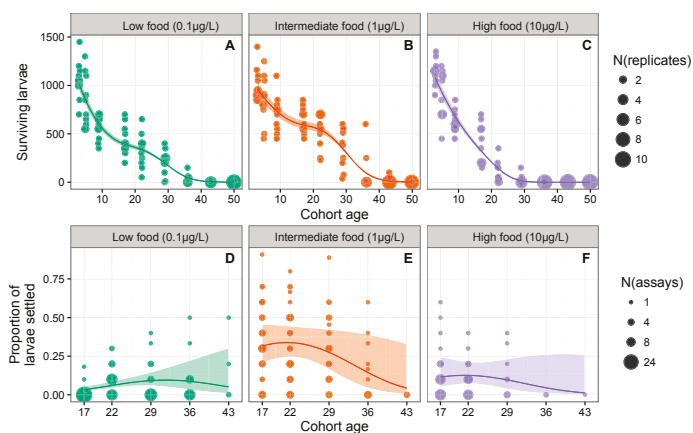 Low food (0.1µg/L)
Intermediate food (1µg/L)
High food (10µg/L)
A
B
C
Surviving larvae
1500
1000
500
0
10 20 30 40 50
10 20 30 40 50
10 20 30 40 50
Cohort age
Cohort age
Cohort age
N(replicates)
2
4
6
8
10
Low food (0.1µg/L)
Intermediate food (1µg/L)
High food (10µg/L)
D
E
F
Proportion of
larvae settled
0.75
0.50
0.25
0.00
17 22 29 36 43
17 22 29 36 43
17 22 29 36 43
Cohort age
N(assays)
1
4
8
24